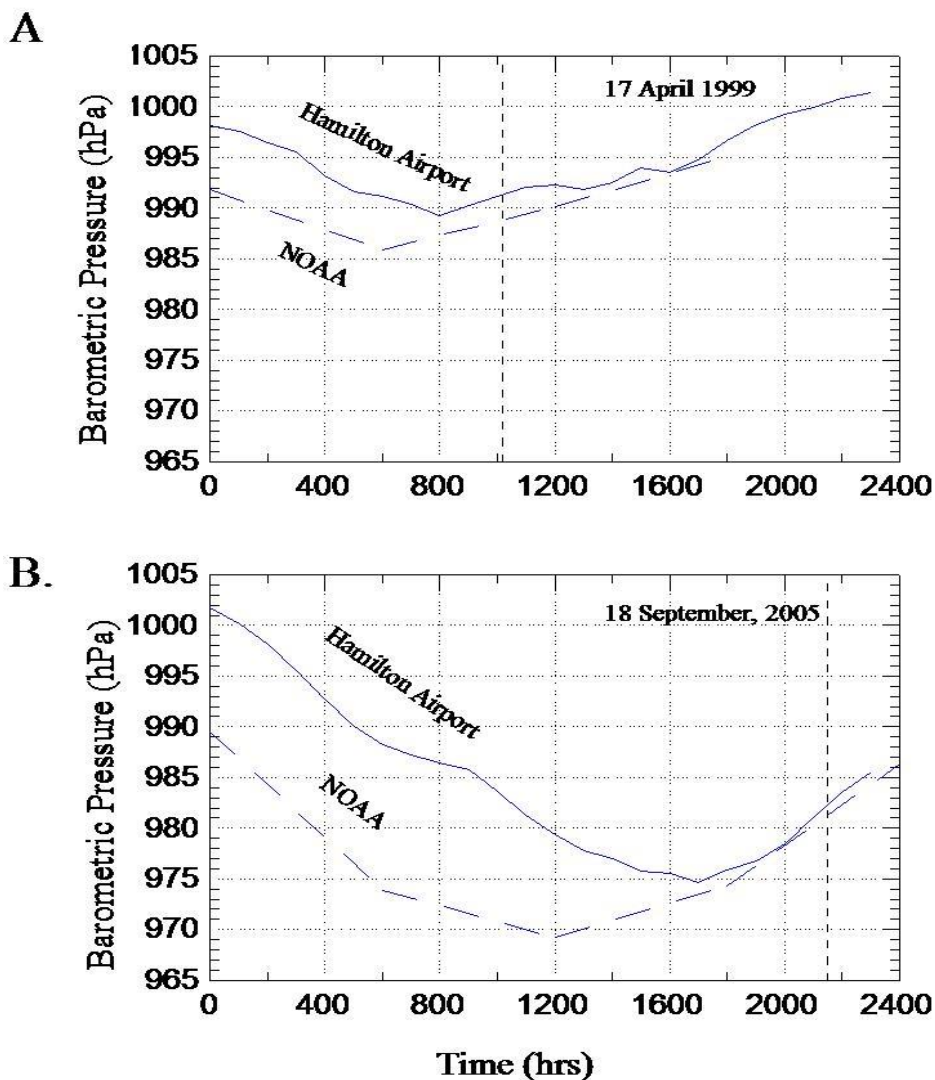 A
Barometric Pressure (hPa)
1005
1000
995
990
985
980
975
970
965
17 April 1999
Hamilton Airport
NOAA
0 400 800 1200 1600 2000 2400
B.
Barometric Pressure (hPa)
1005
1000
995
990
985
980
975
970
965
18 September, 2005
Hamilton Airport
NOAA
0 400 800 1200 1600 2000 2400
Time (hrs)